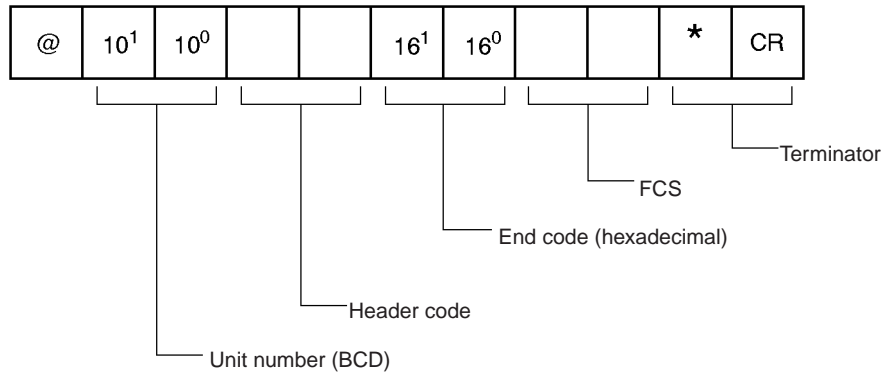 @ 10¹ 10⁰ 16¹ 16⁰ * CR
Terminator
FCS
End code (hexadecimal)
Header code
Unit number (BCD)